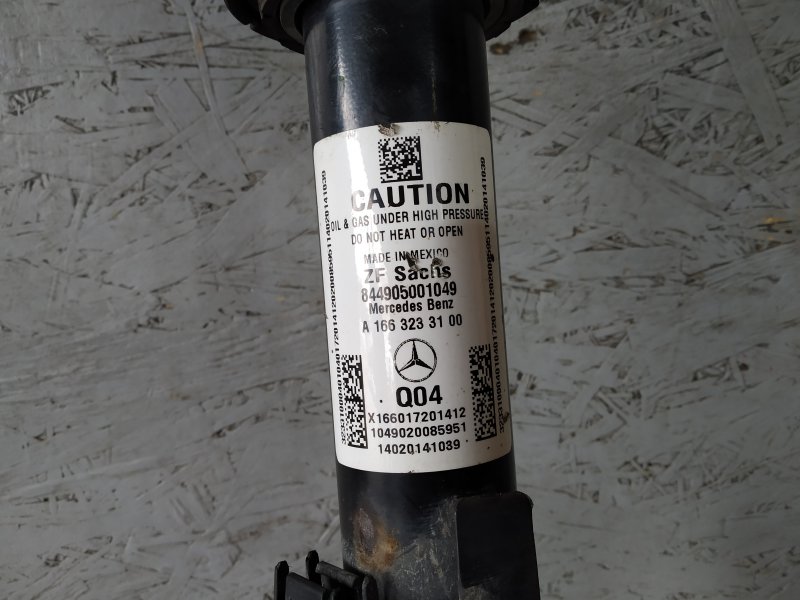 CAUTION
OIL & GAS UNDER HIGH PRESSURE
DO NOT HEAT OR OPEN
MADE IN MEXICO
ZF Sachs
844905001049
Mercedes Benz
A 166 323 31 00
Q04
X166017201412
1049020085951
14020141039